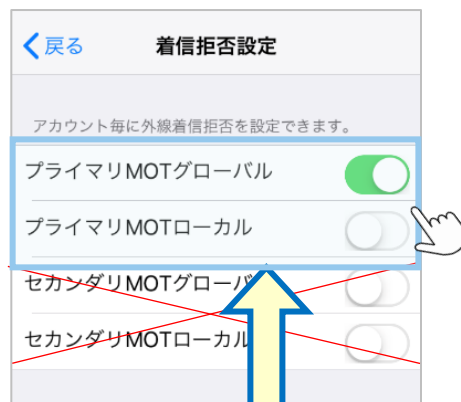 戻る 着信拒否設定
アカウント毎に外線着信拒否を設定できます。
プライマリMOTグローバル
プライマリMOTローカル
セカンダリMOTグローバ
セカンダリMOTローカル